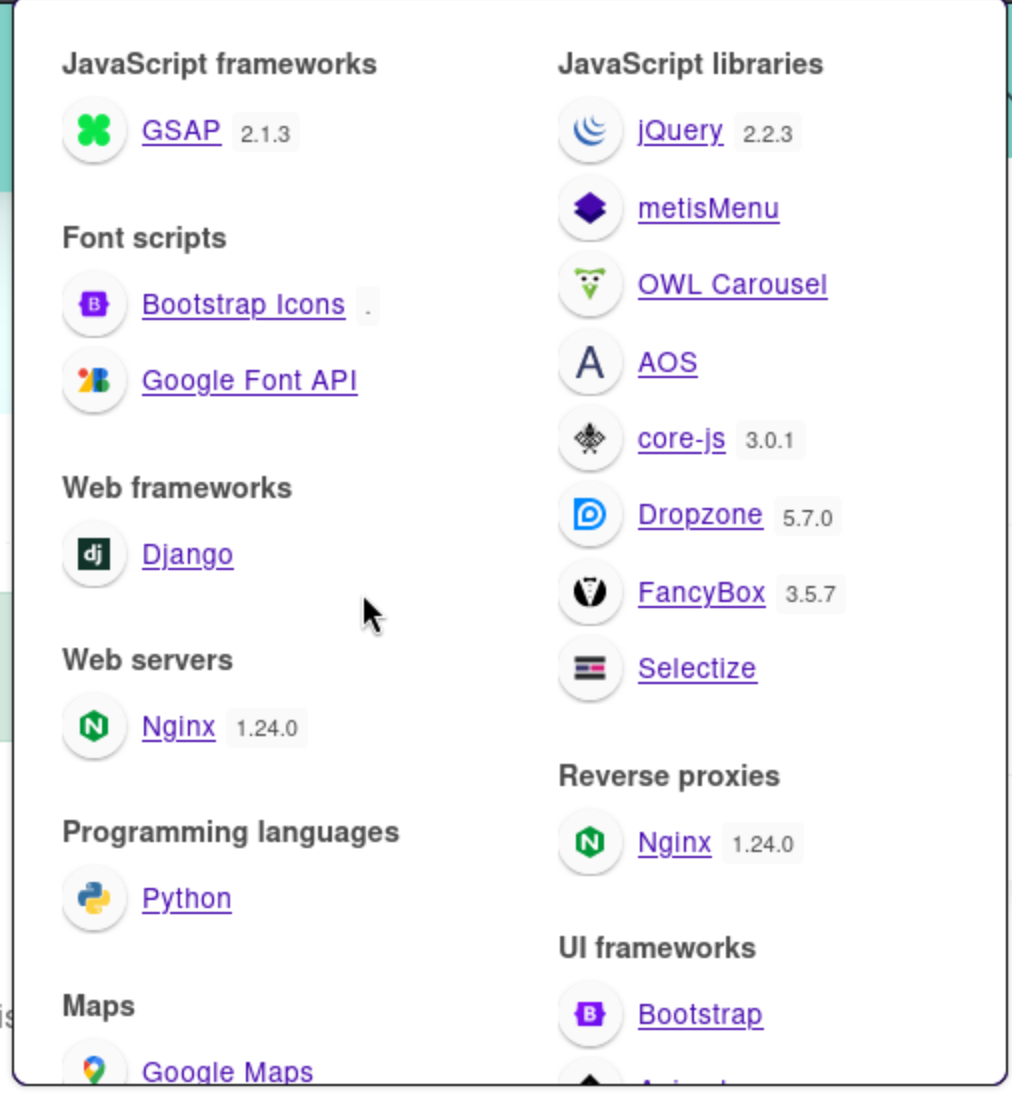 JavaScript frameworks
GSAP 2.1.3
Font scripts
Bootstrap Icons .
Google Font API
Web frameworks
Django
Web servers
Nginx 1.24.0
Programming languages
Python
Maps
Google Maps
JavaScript libraries
jQuery 2.2.3
metisMenu
OWL Carousel
AOS
core-js 3.0.1
Dropzone 5.7.0
FancyBox 3.5.7
Selectize
Reverse proxies
Nginx 1.24.0
UI frameworks
Bootstrap